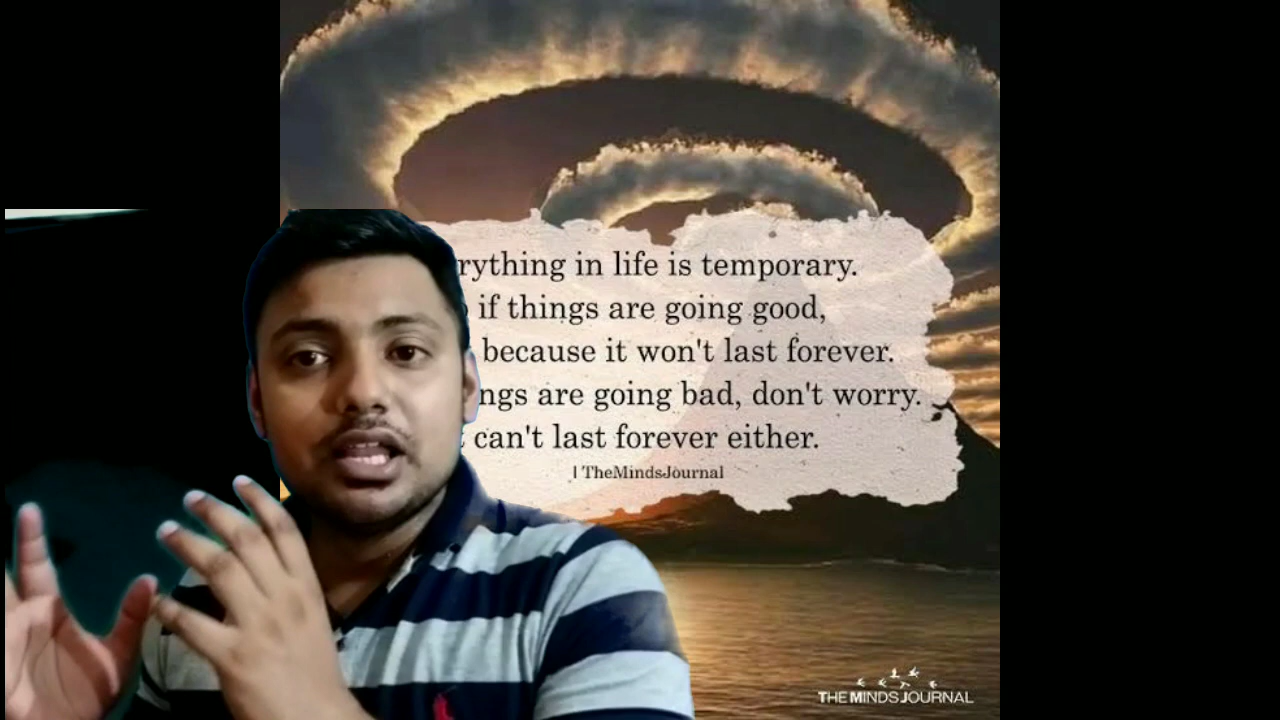 rything in life is temporary.
if things are going good,
because it won't last forever.
ngs are going bad, don't worry.
can't last forever either.
| TheMindsJournal
THE MINDS JOURNAL